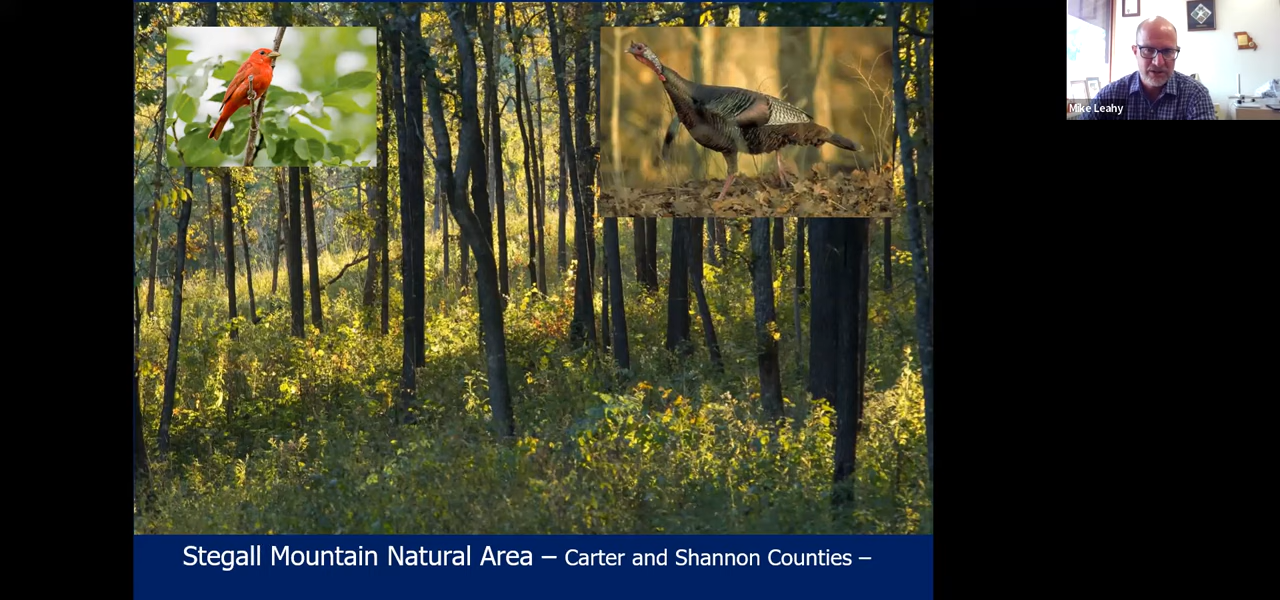 Mike Leahy
Stegall Mountain Natural Area – Carter and Shannon Counties –